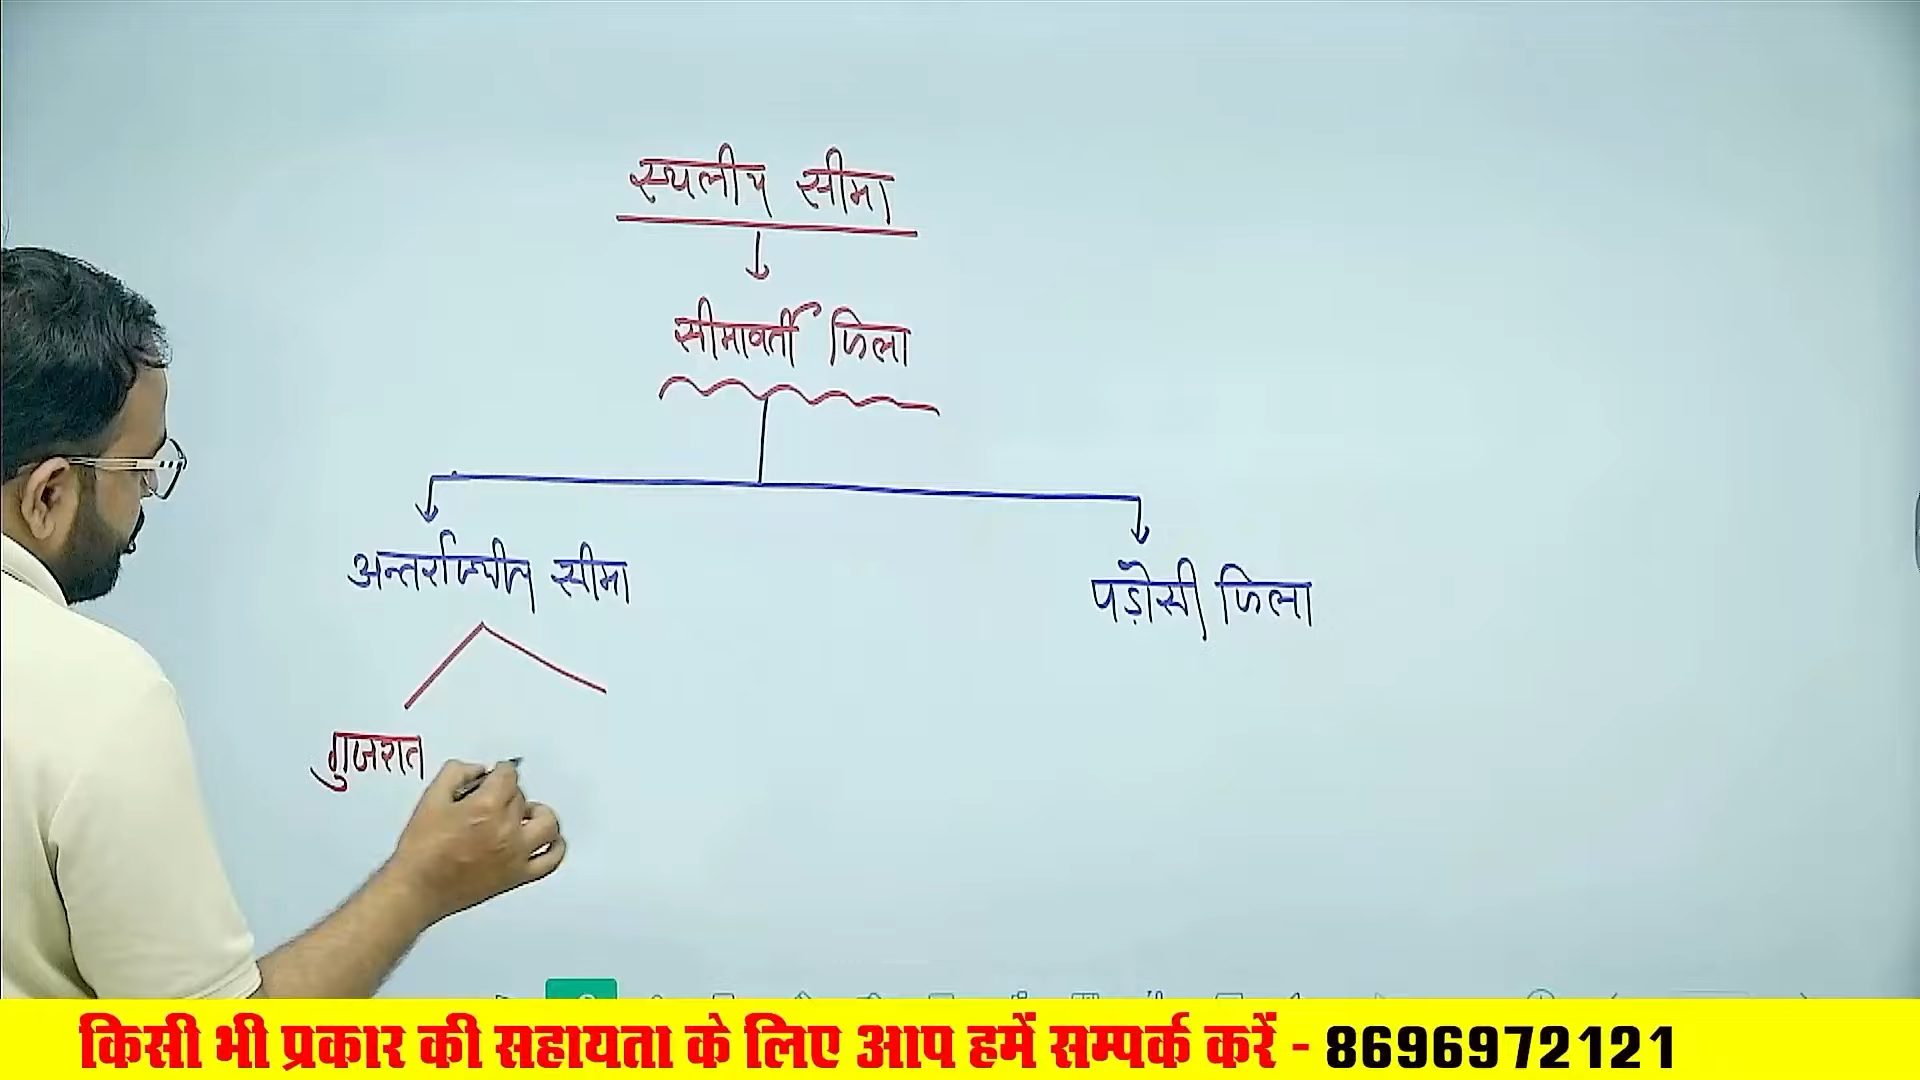 स्थलीय सीमा
सीमावर्ती जिला
अन्तर्राज्यीय सीमा
पड़ोसी जिला
गुजरात
किसी भी प्रकार की सहायता के लिए आप हमें सम्पर्क करें - 8696972121